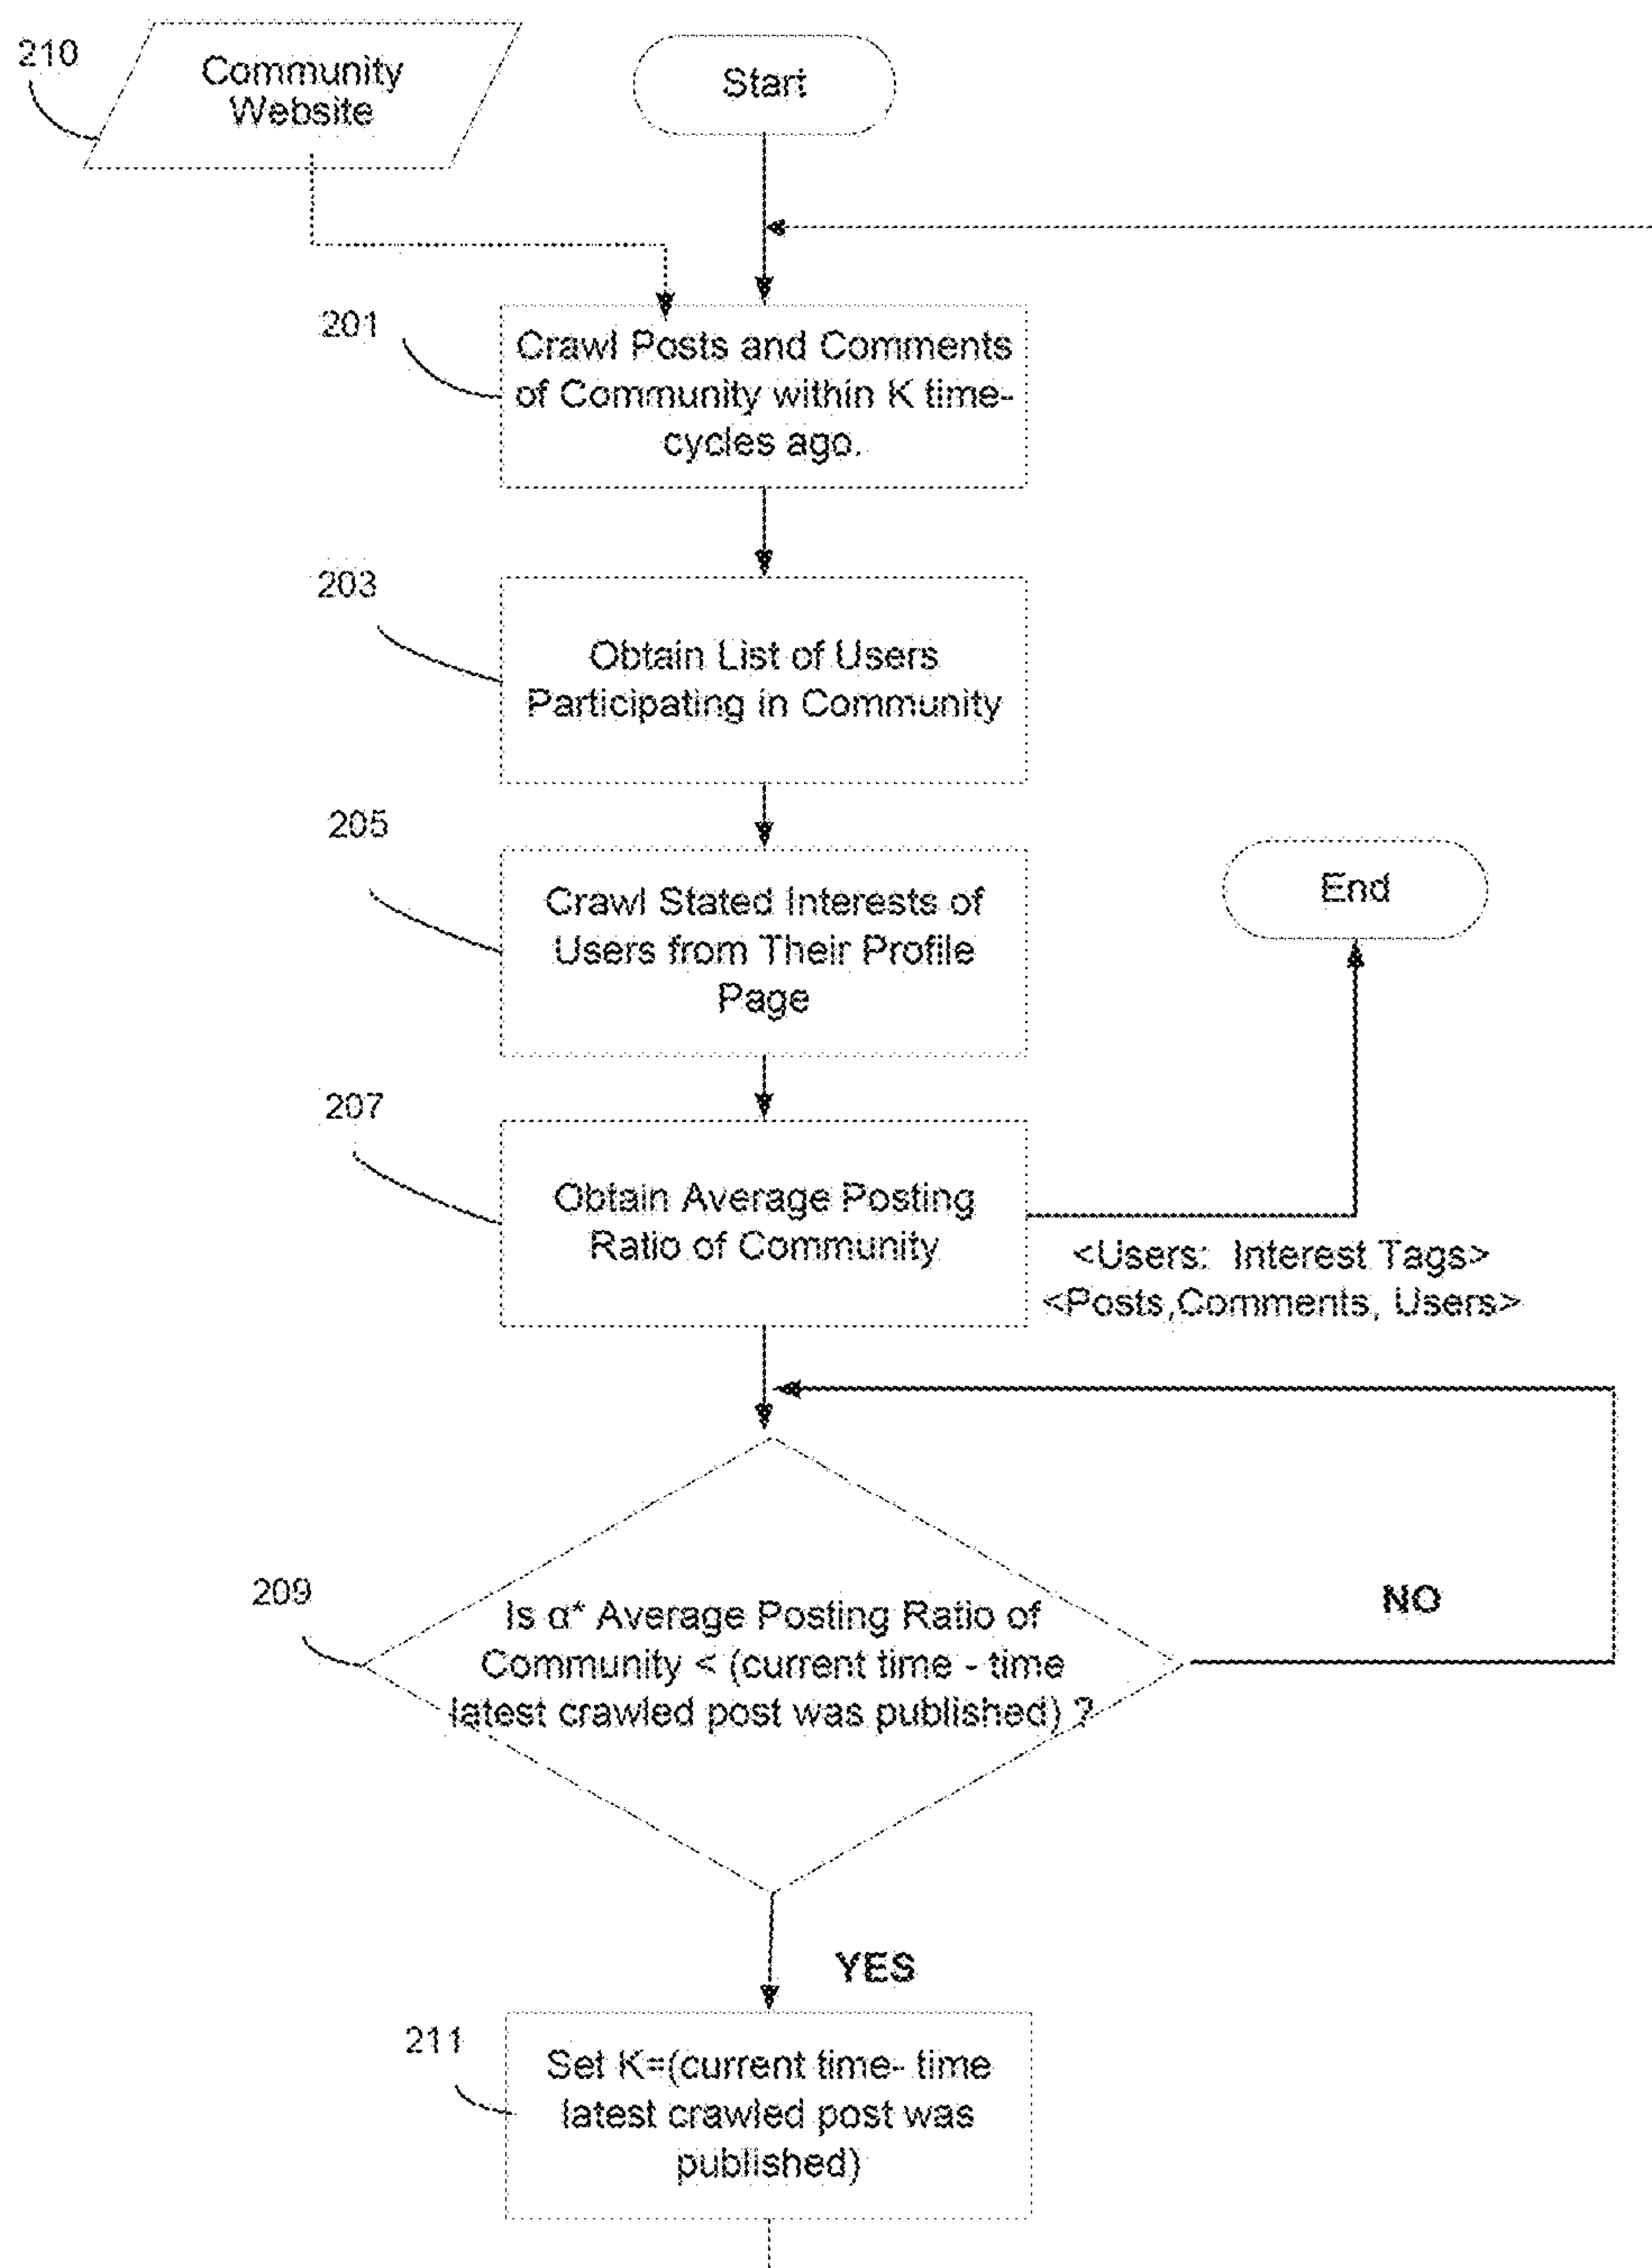 210
Community
Website
Start
201
Crawl Posts and Comments
of Community within K time-
cycles ago.
203
Obtain List of Users
Participating in Community
205
Crawl Stated Interests of
Users from Their Profile
Page
End
207
Obtain Average Posting
Ratio of Community
<Users: Interest Tags>
<Posts,Comments, Users>
209
Is α* Average Posting Ratio of
Community < (current time - time
latest crawled post was published) ?
NO
YES
211
Set K=(current time- time
latest crawled post was
published)